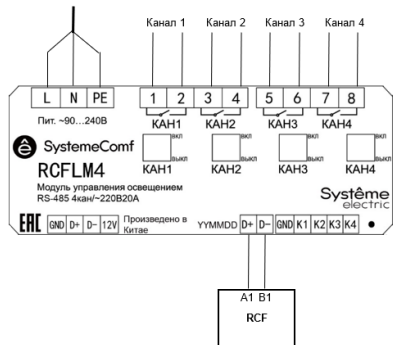 Канал 1 Канал 2 Канал 3 Канал 4
L N PE 1 2 3 4 5 6 7 8
Пит. ~90...240В КАН1 КАН2 КАН3 КАН4
вкл вкл вкл вкл
SystemeComf
выкл выкл выкл выкл
RCFLM4 КАН1 КАН2 КАН3 КАН4
Модуль управления освещением
RS-485 4кан/~220В20А
Systême
electric
EAC GND D+ D- 12V Произведено в
Китае
YYMMDD D+ D- GND K1 K2 K3 K4
A1 B1
RCF